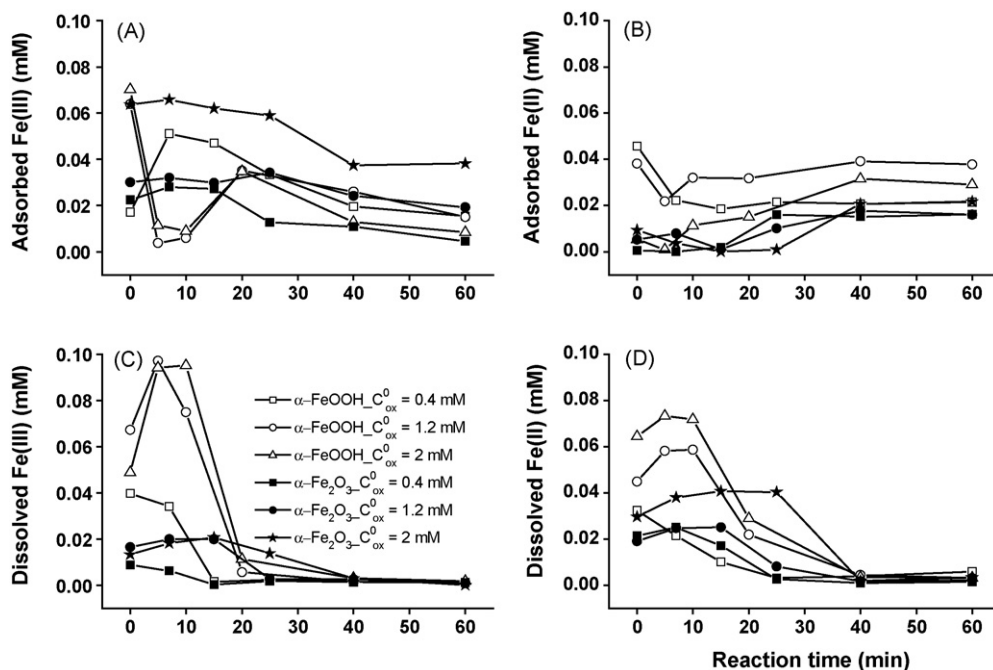 (A)
Adsorbed Fe(III) (mM)
0.10
0.08
0.06
0.04
0.02
0.00
0 10 20 30 40 50 60
(B)
Adsorbed Fe(II) (mM)
0.10
0.08
0.06
0.04
0.02
0.00
0 10 20 30 40 50 60
(C)
Dissolved Fe(III) (mM)
0.10
0.08
0.06
0.04
0.02
0.00
α–FeOOH_C⁰ox = 0.4 mM
α–FeOOH_C⁰ox = 1.2 mM
α–FeOOH_C⁰ox = 2 mM
α–Fe₂O₃_C⁰ox = 0.4 mM
α–Fe₂O₃_C⁰ox = 1.2 mM
α–Fe₂O₃_C⁰ox = 2 mM
0 10 20 30 40 50 60
(D)
Dissolved Fe(II) (mM)
0.10
0.08
0.06
0.04
0.02
0.00
0 10 20 30 40 50 60
Reaction time (min)